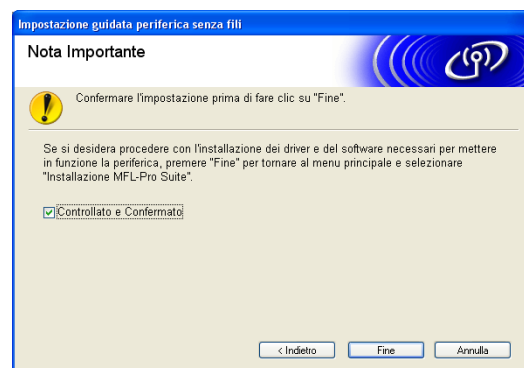 Impostazione guidata periferica senza fili
Nota Importante
Confermare l'impostazione prima di fare clic su "Fine".
Se si desidera procedere con l'installazione dei driver e del software necessari per mettere
in funzione la periferica, premere "Fine" per tornare al menu principale e selezionare
"Installazione MFL-Pro Suite".
Controllato e Confermato
< Indietro
Fine
Annulla